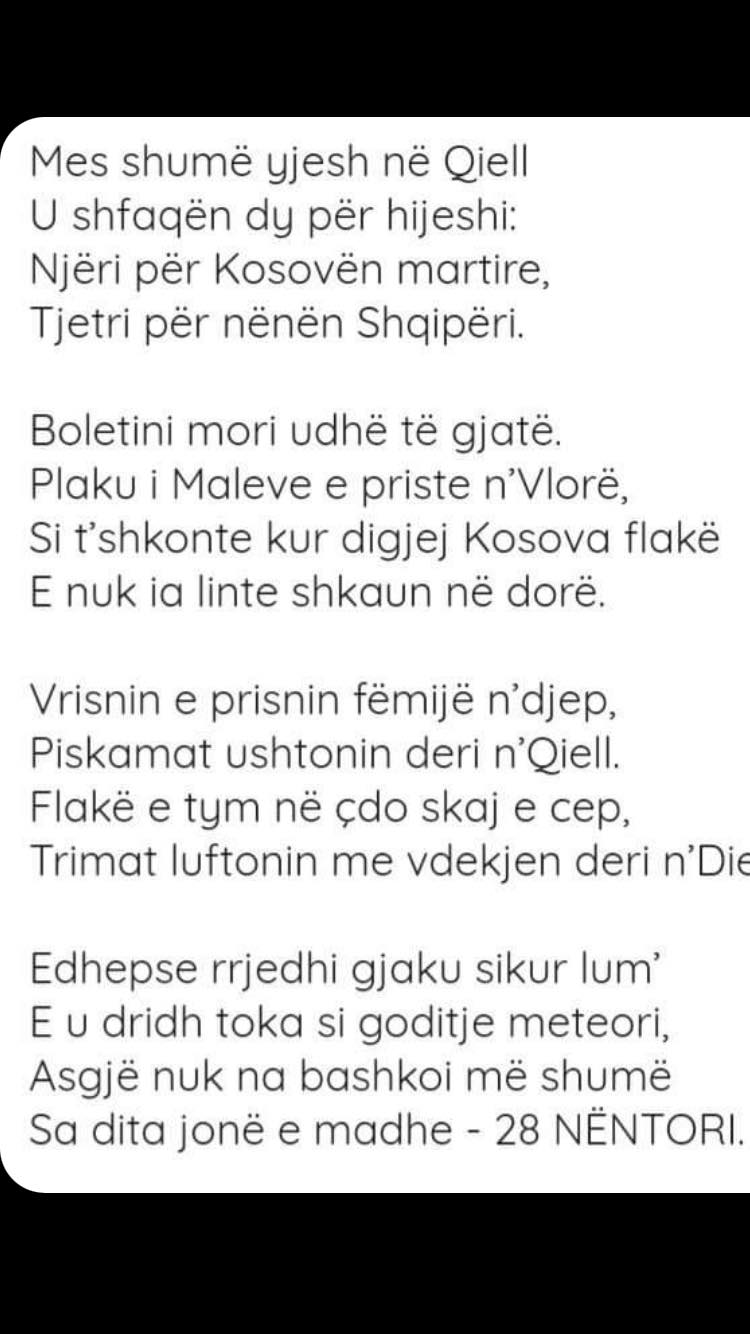 Mes shumë yjesh në Qiell
U shfaqën dy për hijeshi:
Njëri për Kosovën martire,
Tjetri për nënën Shqipëri.

Boletini mori udhë të gjatë.
Plaku i Maleve e priste n’Vlorë,
Si t’shkonte kur digjej Kosova flakë
E nuk ia linte shkaun në dorë.

Vrisnin e prisnin fëmijë n’djep,
Piskamat ushtonin deri n’Qiell.
Flakë e tym në çdo skaj e cep,
Trimat luftonin me vdekjen deri

Edhepse rrjedhi gjaku sikur lum’
E u dridh toka si goditje meteori,
Asgjë nuk na bashkoi më shumë
Sa dita jonë e madhe - 28 NËNTORI.